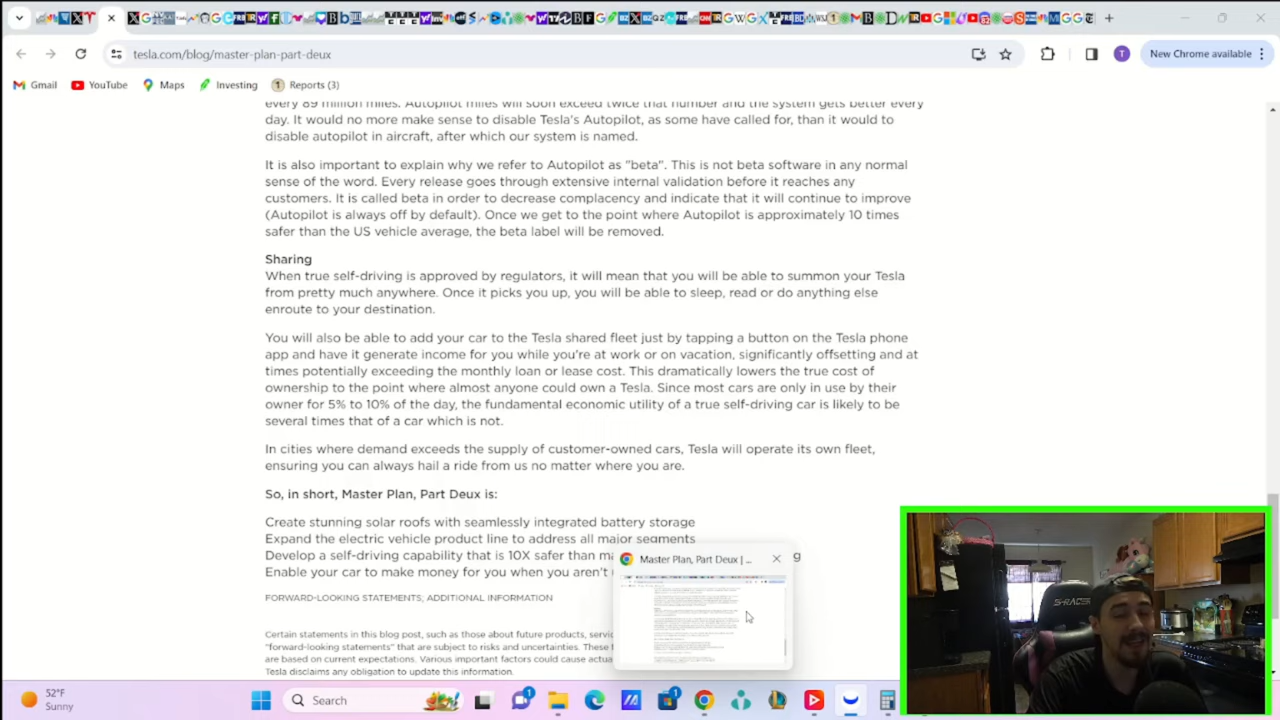 tesla.com/blog/master-plan-part-deux
New Chrome available
Gmail
YouTube
Maps
Investing
Reports (3)
every 89 million miles. Autopilot miles will soon exceed twice that number and the system gets better every
day. It would no more make sense to disable Tesla's Autopilot, as some have called for, than it would to
disable autopilot in aircraft, after which our system is named.
It is also important to explain why we refer to Autopilot as "beta". This is not beta software in any normal
sense of the word. Every release goes through extensive internal validation before it reaches any
customers. It is called beta in order to decrease complacency and indicate that it will continue to improve
(Autopilot is always off by default). Once we get to the point where Autopilot is approximately 10 times
safer than the US vehicle average, the beta label will be removed.
Sharing
When true self-driving is approved by regulators, it will mean that you will be able to summon your Tesla
from pretty much anywhere. Once it picks you up, you will be able to sleep, read or do anything else
enroute to your destination.
You will also be able to add your car to the Tesla shared fleet just by tapping a button on the Tesla phone
app and have it generate income for you while you're at work or on vacation, significantly offsetting and at
times potentially exceeding the monthly loan or lease cost. This dramatically lowers the true cost of
ownership to the point where almost anyone could own a Tesla. Since most cars are only in use by their
owner for 5% to 10% of the day, the fundamental economic utility of a true self-driving car is likely to be
several times that of a car which is not.
In cities where demand exceeds the supply of customer-owned cars, Tesla will operate its own fleet,
ensuring you can always hail a ride from us no matter where you are.
So, in short, Master Plan, Part Deux is:
Create stunning solar roofs with seamlessly integrated battery storage
Expand the electric vehicle product line to address all major segments
Develop a self-driving capability that is 10X safer than
Enable your car to make money for you when you aren't
Master Plan, Part Deux | ...
FORWARD-LOOKING STATEMENTS; ADDITIONAL INFORMATION
Certain statements in this blog post, such as those about future products,
"forward-looking statements" that are subject to risks and uncertainties.
are based on current expectations. Various important factors could cause
Tesla disclaims any obligation to update this information.
52°F
Sunny
Search